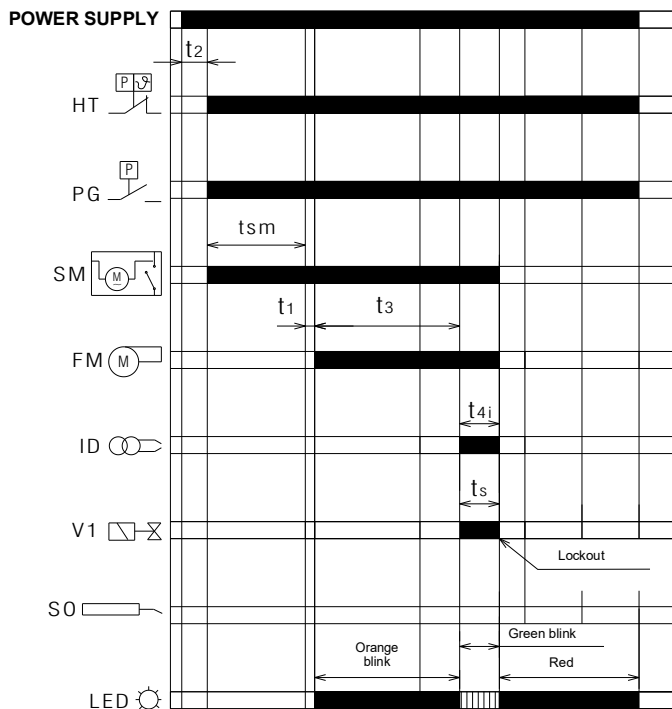 POWER SUPPLY
t2
P ϑ
HT
P
PG
tsm
SM M
t1 t3
FM M
t4i
ID
ts
V1
Lockout
SO
Green blink
Orange
blink
Red
LED